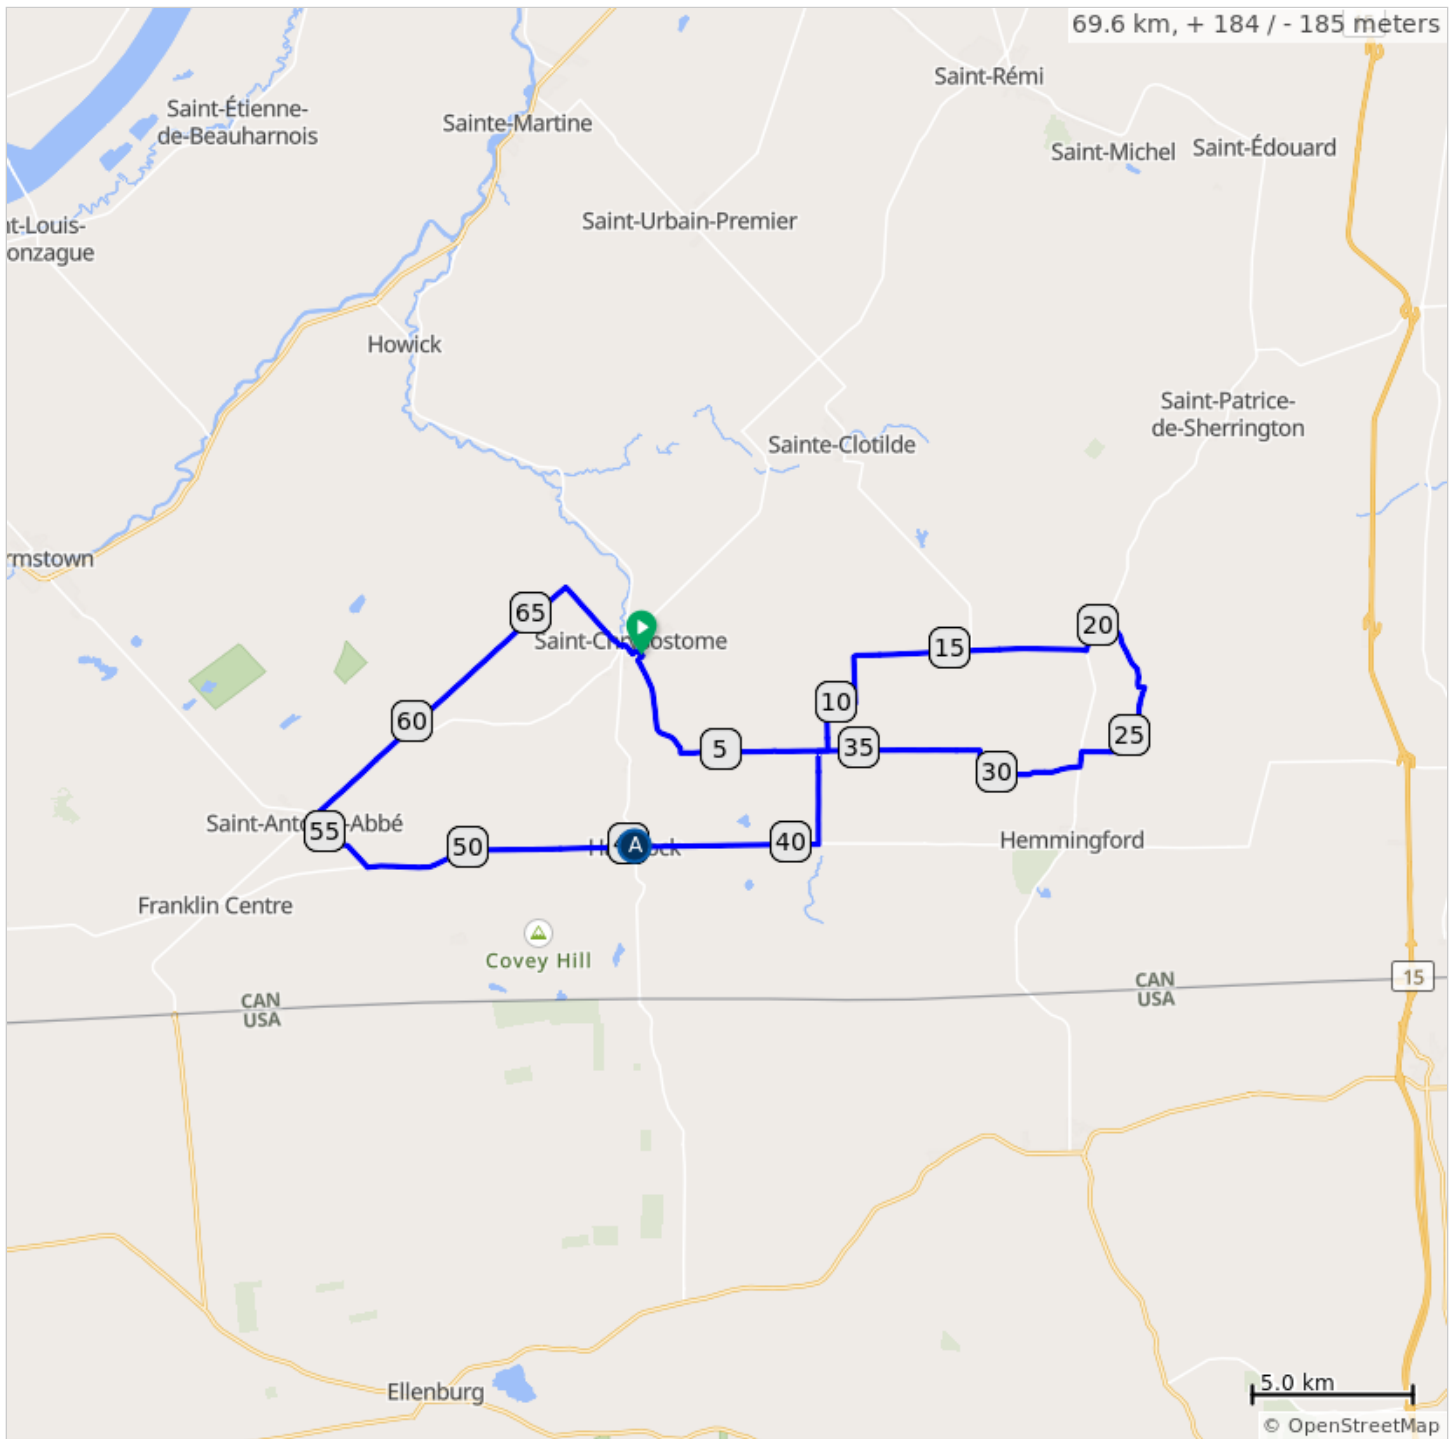 69.6 km, + 184 / - 185 meters
Saint-Rémi
Saint-Étienne-
de-Beauharnois
Sainte-Martine
Saint-Michel
Saint-Édouard
nt-Louis-
onzague
Saint-Urbain-Premier
Howick
Saint-Patrice-
de-Sherrington
Sainte-Clotilde
rmstown
65
20
15
10
60
5
35
25
30
55
50
A
40
Hemmingford
Franklin Centre
Covey Hill
CAN
USA
CAN
USA
15
Ellenburg
5.0 km
© OpenStreetMap